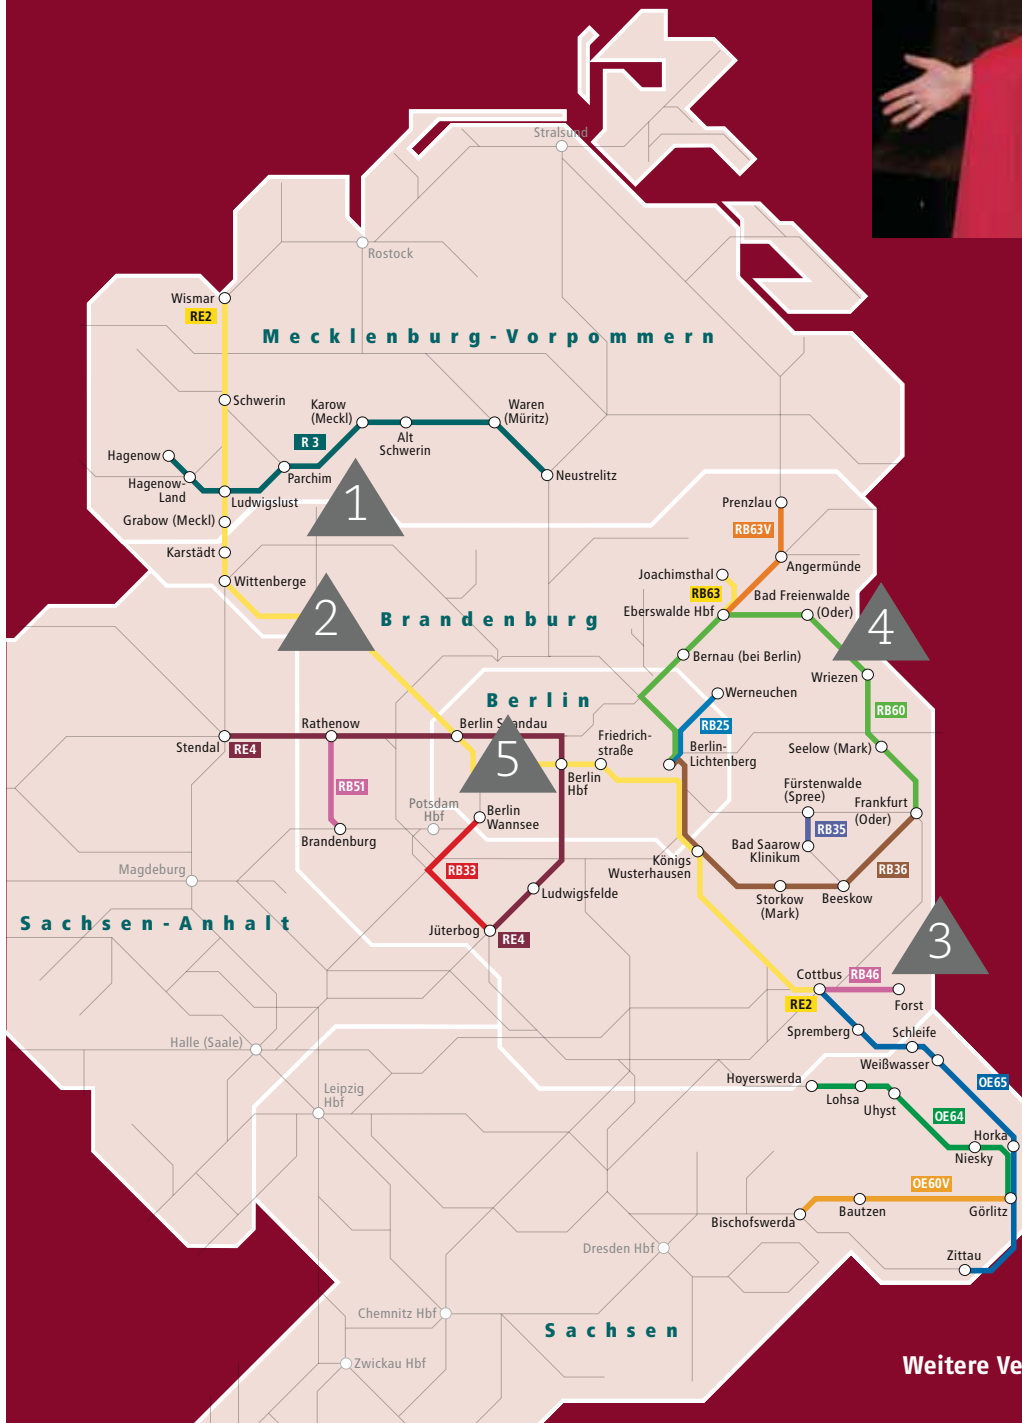 Stralsund
Rostock
Wismar
RE2
Mecklenburg-Vorpommern
Schwerin
Karow
(Meckl)
Waren
(Müritz)
R 3
Alt
Schwerin
Hagenow
Hagenow-
Land
Parchim
Neustrelitz
Ludwigslust
Grabow (Meckl)
1
Prenzlau
RB63V
Karstädt
Angermünde
Wittenberge
Joachimsthal
RB63
Bad Freienwalde
(Oder)
Eberswalde Hbf
2
Brandenburg
4
Bernau (bei Berlin)
Wriezen
Berlin
Werneuchen
RB60
RB25
Rathenow
Berlin Spandau
Friedrich-
straße
Stendal
RE4
Berlin-
Lichtenberg
Seelow (Mark)
5
Berlin
Hbf
RB51
Fürstenwalde
(Spree)
Frankfurt
(Oder)
Potsdam
Hbf
Berlin
Wannsee
RB35
Brandenburg
Bad Saarow
Klinikum
Königs
Wusterhausen
RB33
RB36
Magdeburg
Ludwigsfelde
Storkow
(Mark)
Beeskow
Sachsen-Anhalt
Jüterbog
RE4
3
Cottbus
RB46
RE2
Forst
Spremberg
Schleife
Halle (Saale)
Weißwasser
Hoyerswerda
OE65
Leipzig
Hbf
Lohsa
Uhyst
OE64
Horka
Niesky
OE60V
Bischofswerda
Bautzen
Görlitz
Dresden Hbf
Zittau
Chemnitz Hbf
Sachsen
Zwickau Hbf
Weitere Ve